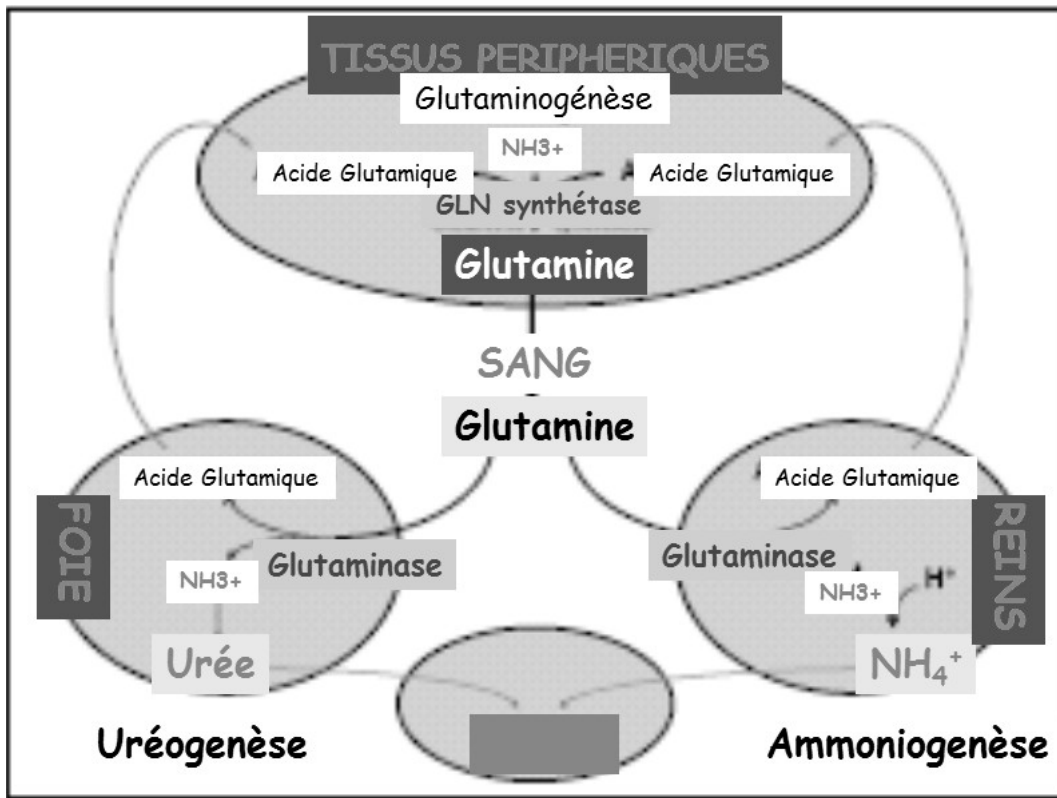 TISSUS PERIPHERIQUES
Glutaminogénèse
NH3+
Acide Glutamique
Acide Glutamique
GLN synthétase
Glutamine
SANG
Glutamine
Acide Glutamique
Acide Glutamique
FOIE
REINS
Glutaminase
Glutaminase
NH3+
NH3+
H+
Urée
NH4+
Uréogenèse
Ammoniogenèse